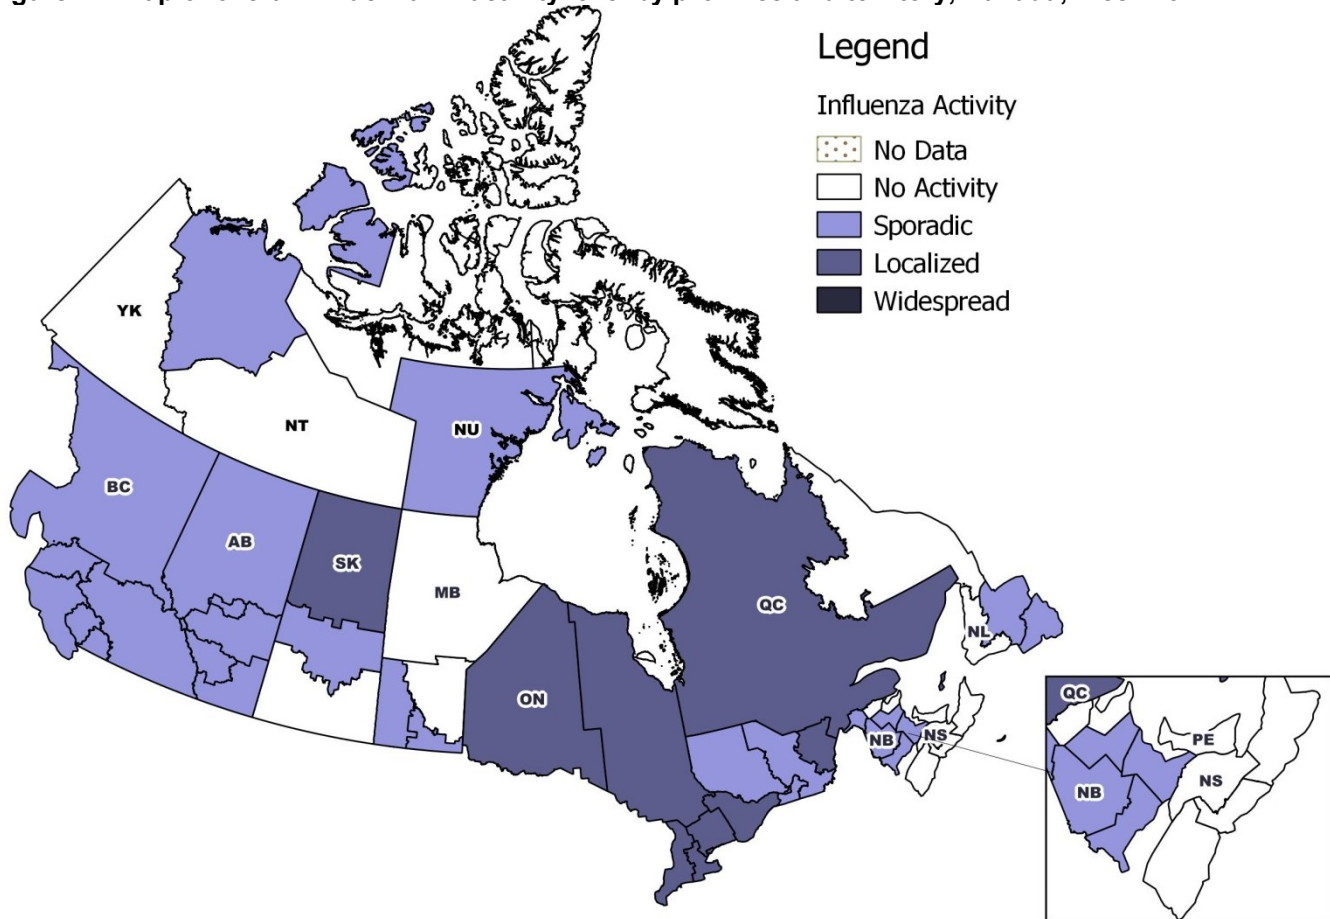 Legend
Influenza Activity
No Data
No Activity
Sporadic
Localized
Widespread
YK
NT
NU
BC
AB
SK
MB
QC
NL
ON
NB
NS
QC
PE
NB
NS